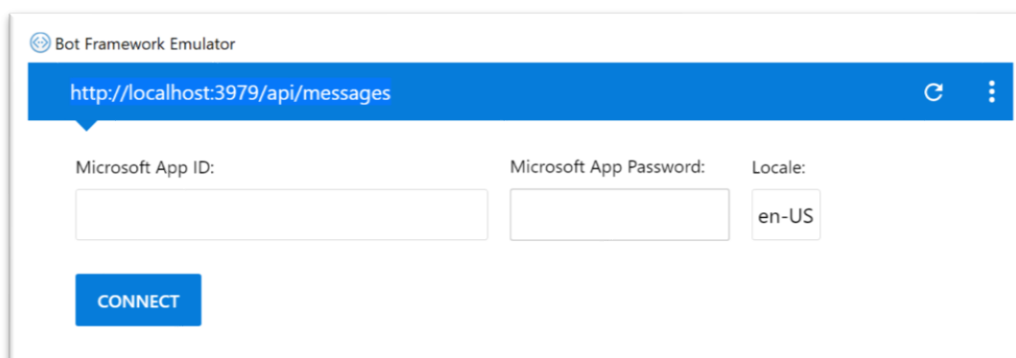 Bot Framework Emulator
http://localhost:3979/api/messages
Microsoft App ID:
Microsoft App Password:
Locale:
en-US
CONNECT